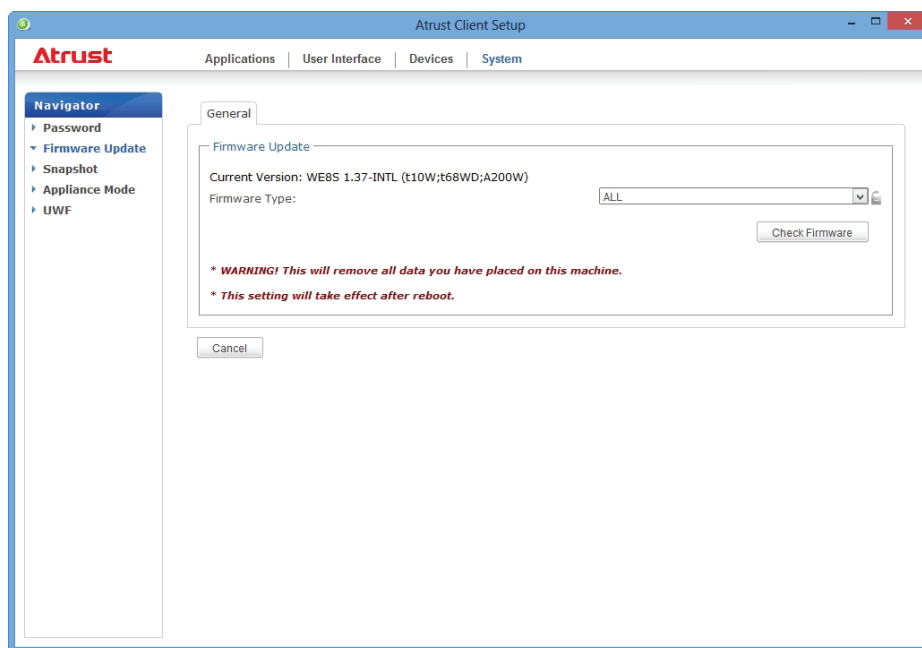 Atrust Client Setup
Atrust
Applications | User Interface | Devices | System
Navigator
Password
Firmware Update
Snapshot
Appliance Mode
UWF
General
Firmware Update
Current Version: WE8S 1.37-INTL (t10W;t68WD;A200W)
Firmware Type: ALL
Check Firmware
* WARNING! This will remove all data you have placed on this machine.
* This setting will take effect after reboot.
Cancel